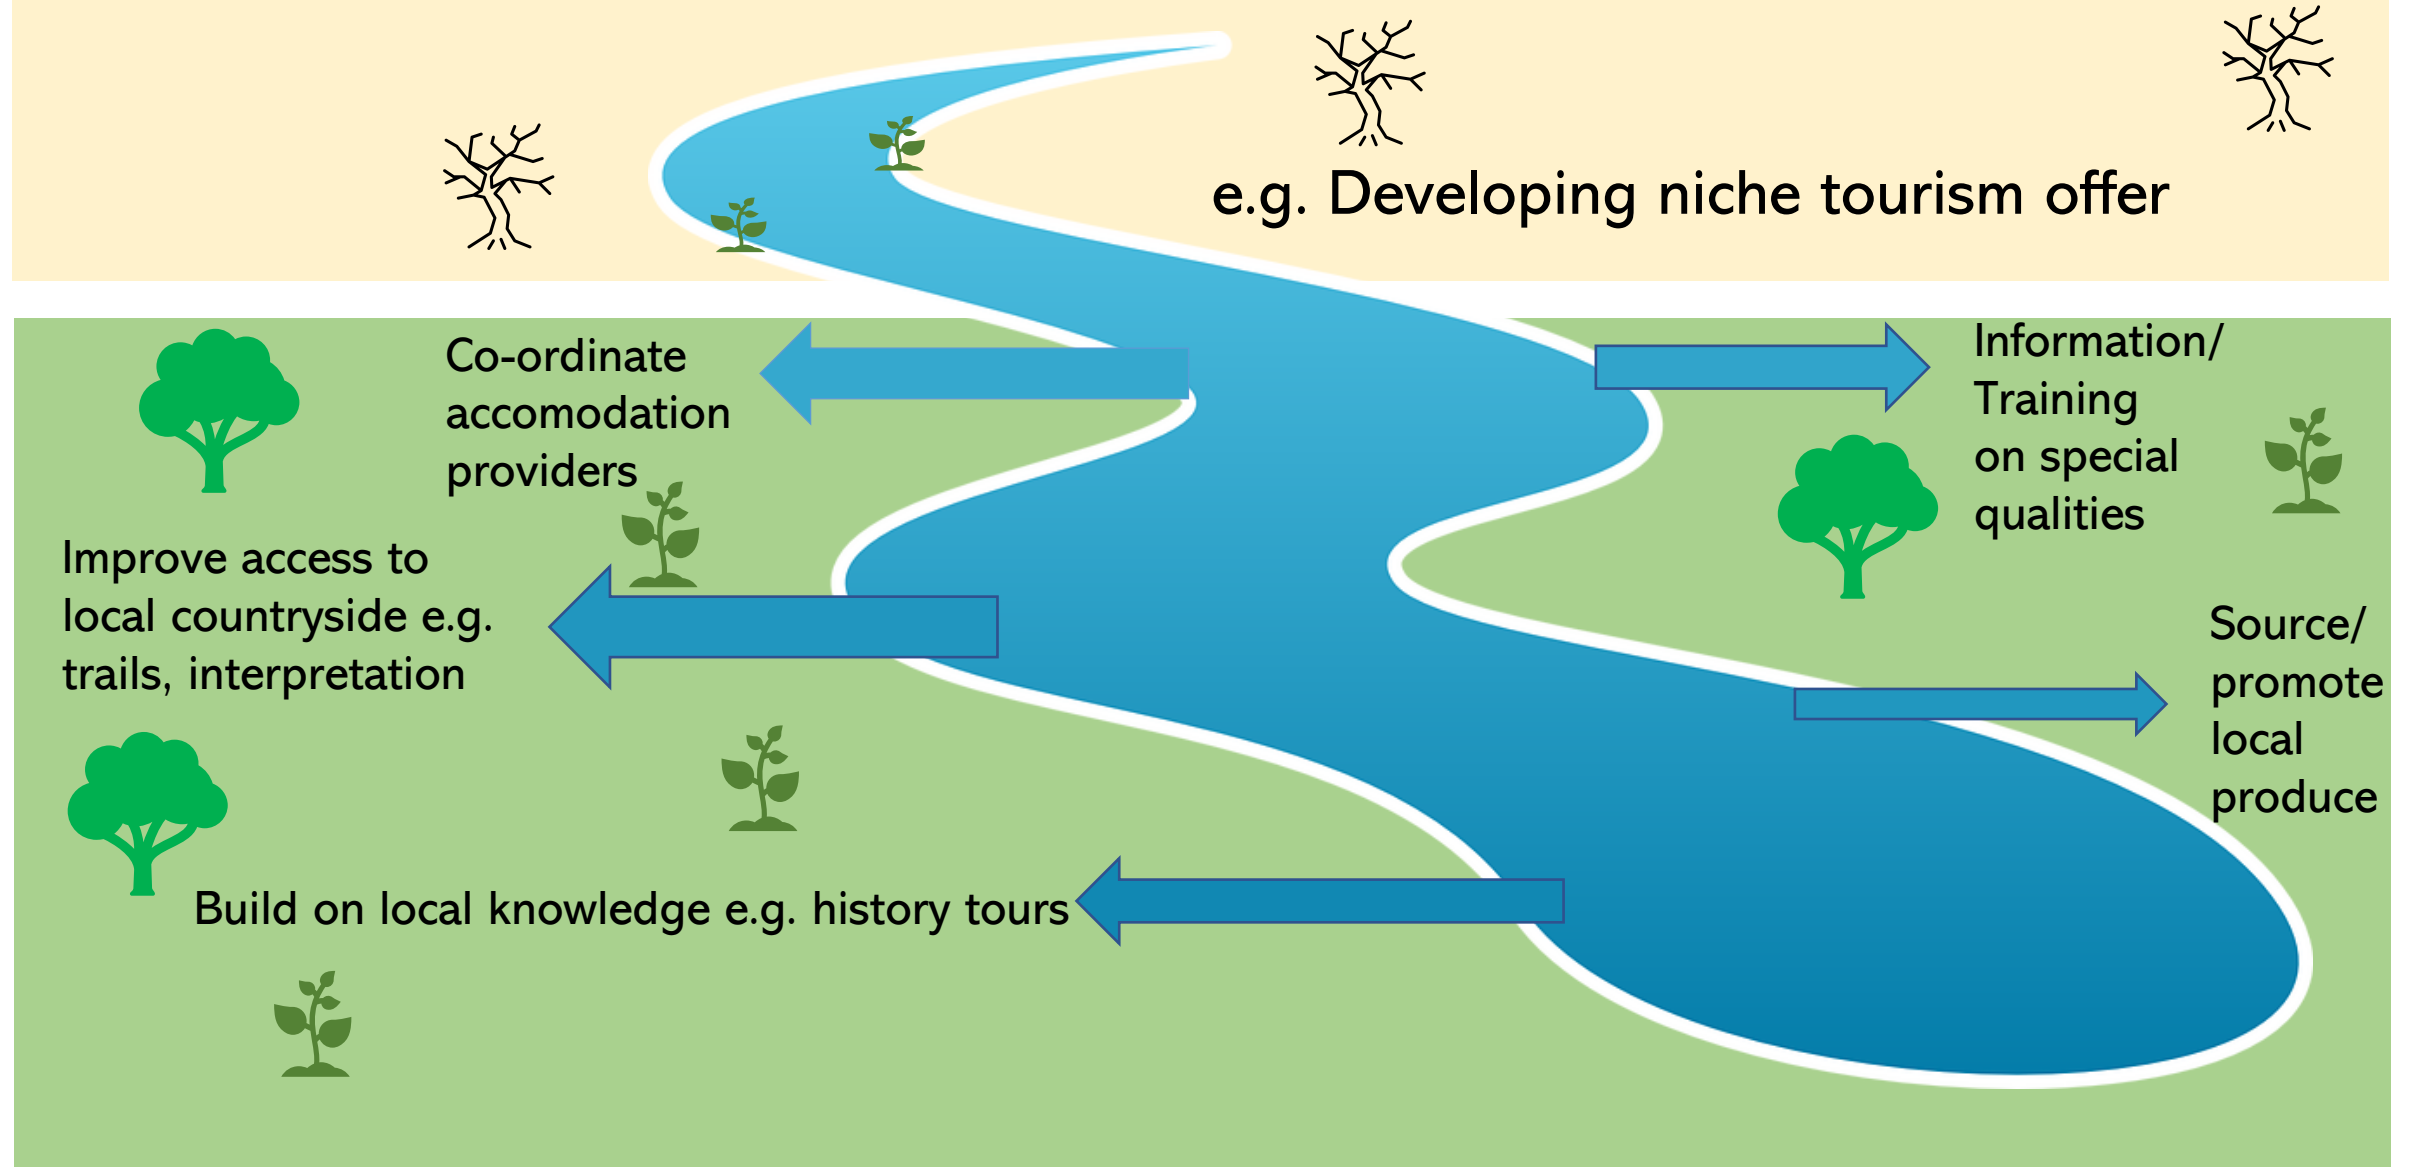 e.g. Developing niche tourism offer
Co-ordinate
accomodation
providers
Information/
Training
on special
qualities
Improve access to
local countryside e.g.
trails, interpretation
Source/
promote
local
produce
Build on local knowledge e.g. history tours